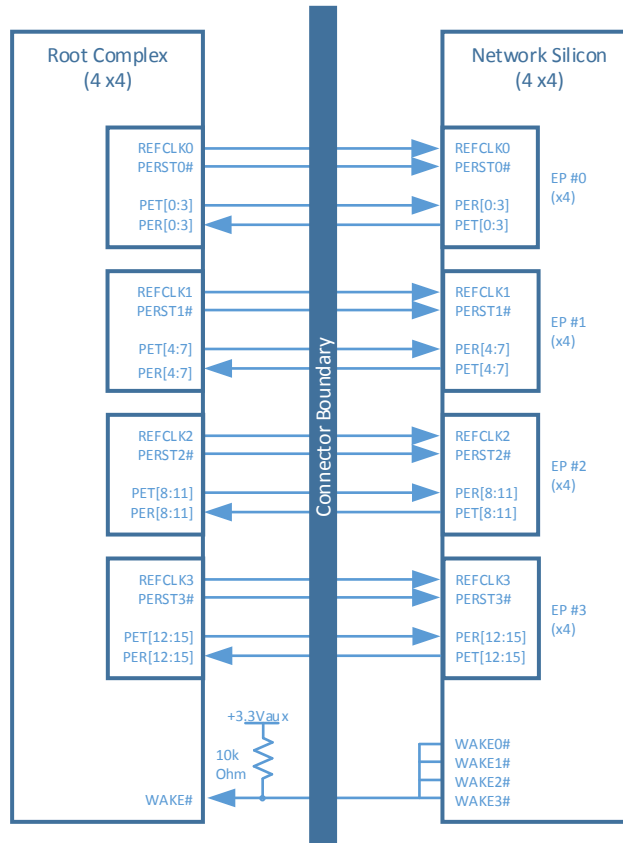 Root Complex
(4 x4)
REFCLK0
PERST0#
PET[0:3]
PER[0:3]
REFCLK1
PERST1#
PET[4:7]
PER[4:7]
REFCLK2
PERST2#
PET[8:11]
PER[8:11]
REFCLK3
PERST3#
PET[12:15]
PER[12:15]
+3.3Vaux
10k
Ohm
WAKE#
Connector Boundary
Network Silicon
(4 x4)
REFCLK0
PERST0#
PER[0:3]
PET[0:3]
EP #0
(x4)
REFCLK1
PERST1#
PER[4:7]
PET[4:7]
EP #1
(x4)
REFCLK2
PERST2#
PER[8:11]
PET[8:11]
EP #2
(x4)
REFCLK3
PERST3#
PER[12:15]
PET[12:15]
EP #3
(x4)
WAKE0#
WAKE1#
WAKE2#
WAKE3#